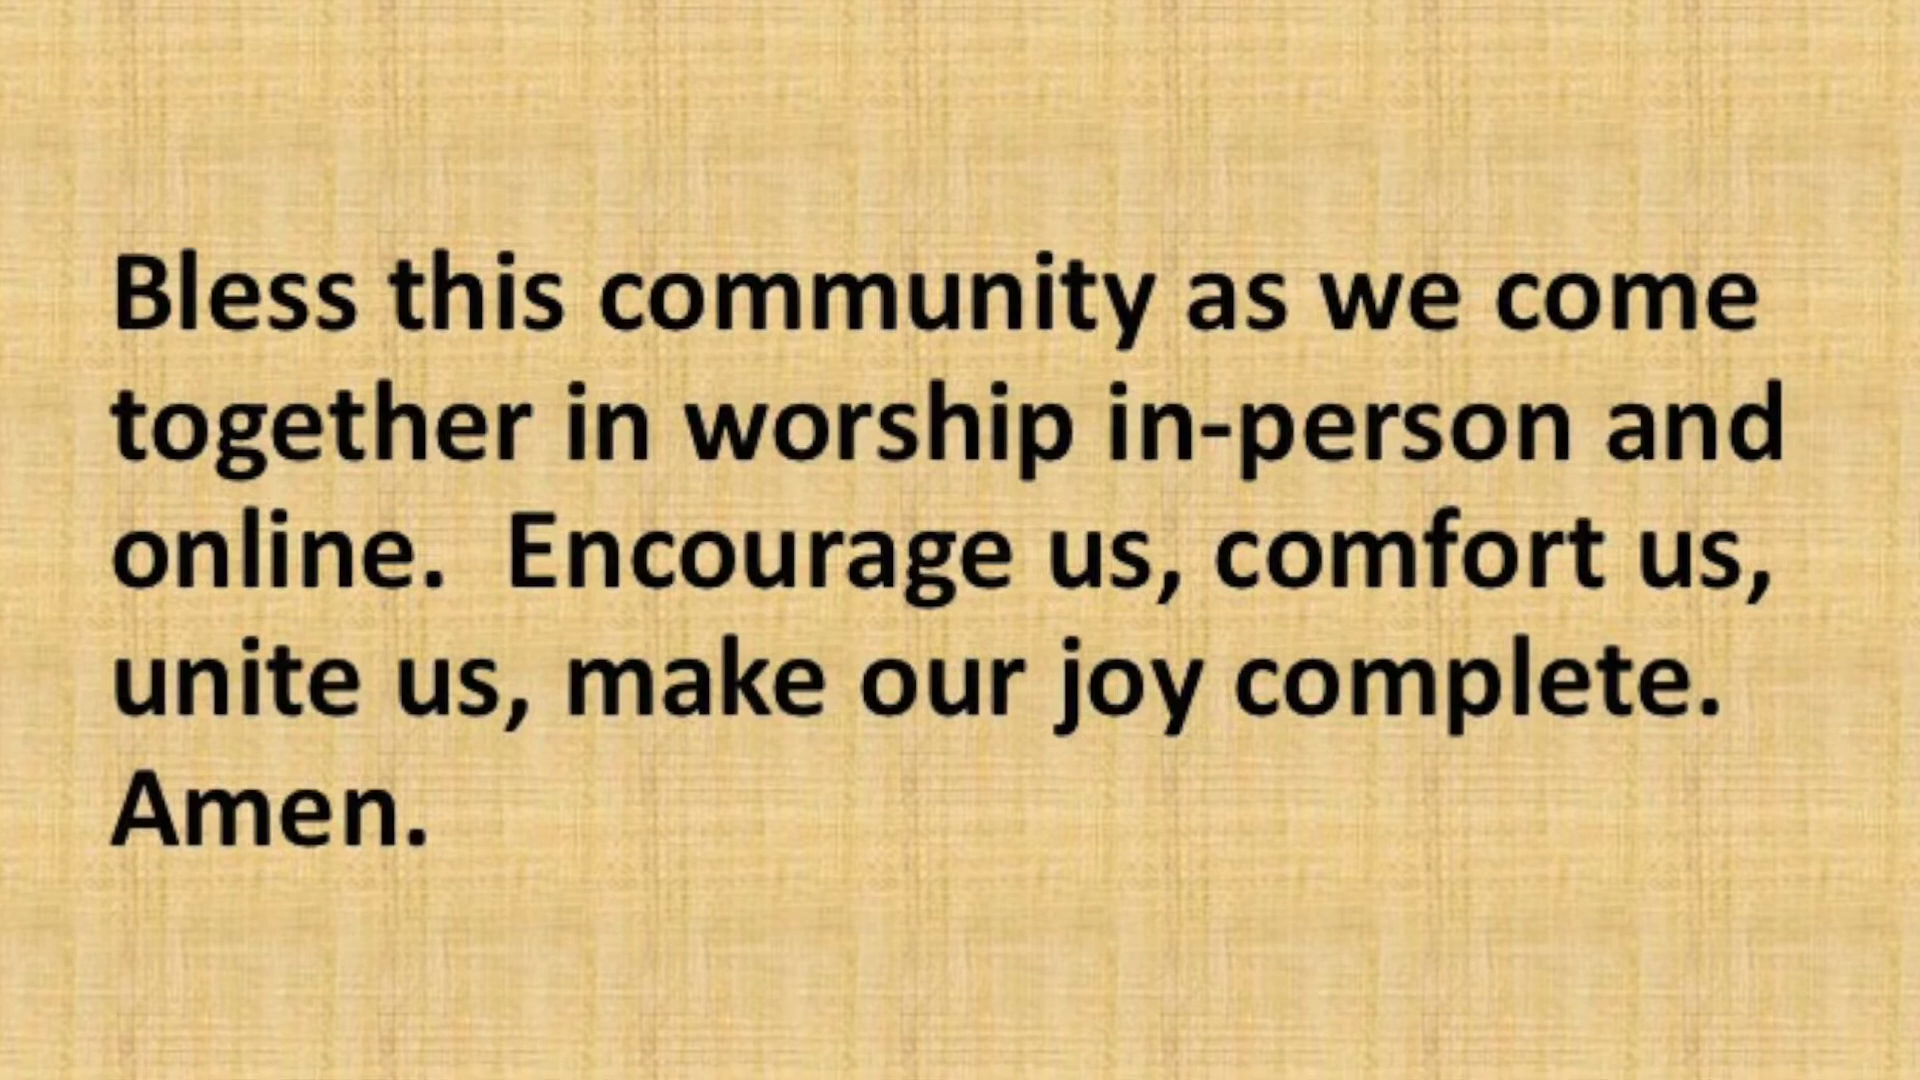 Bless this community as we come
together in worship in-person and
online.  Encourage us, comfort us,
unite us, make our joy complete.
Amen.